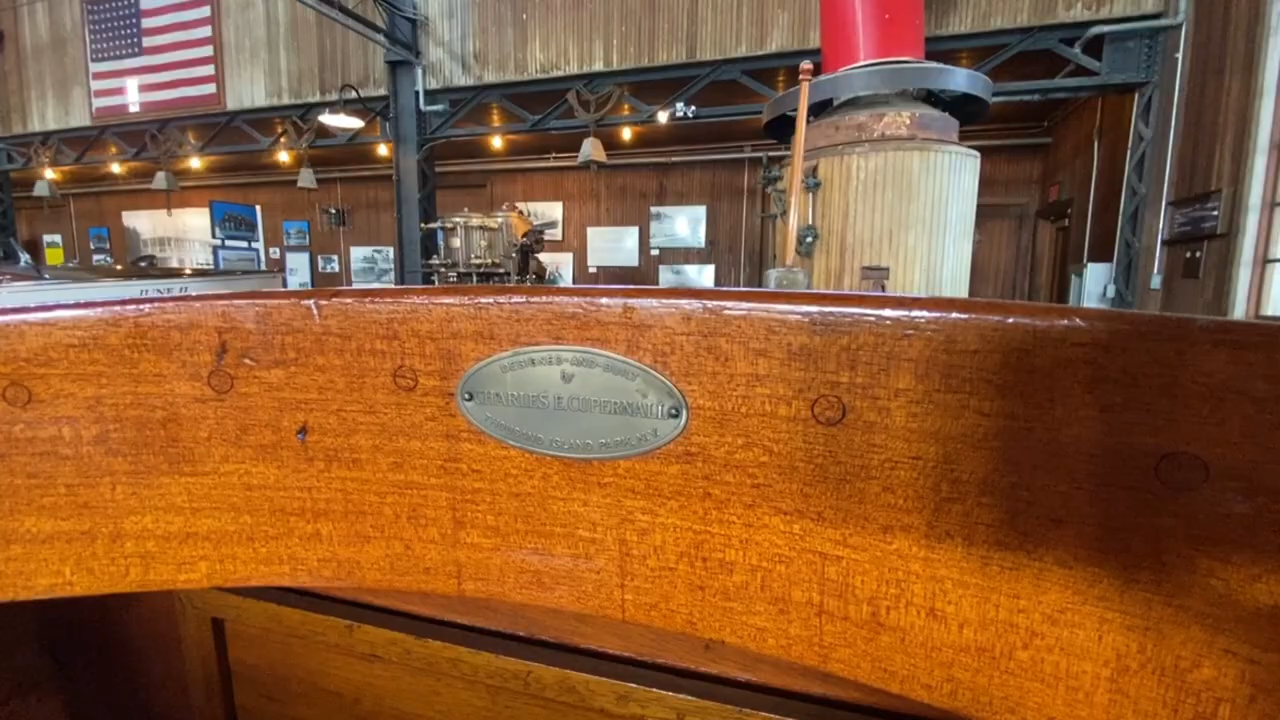 JUNE II
DESIGNED-AND-BUILT
by
CHARLES E. CUPERNALL
THOUSAND ISLAND PARK, N.Y.